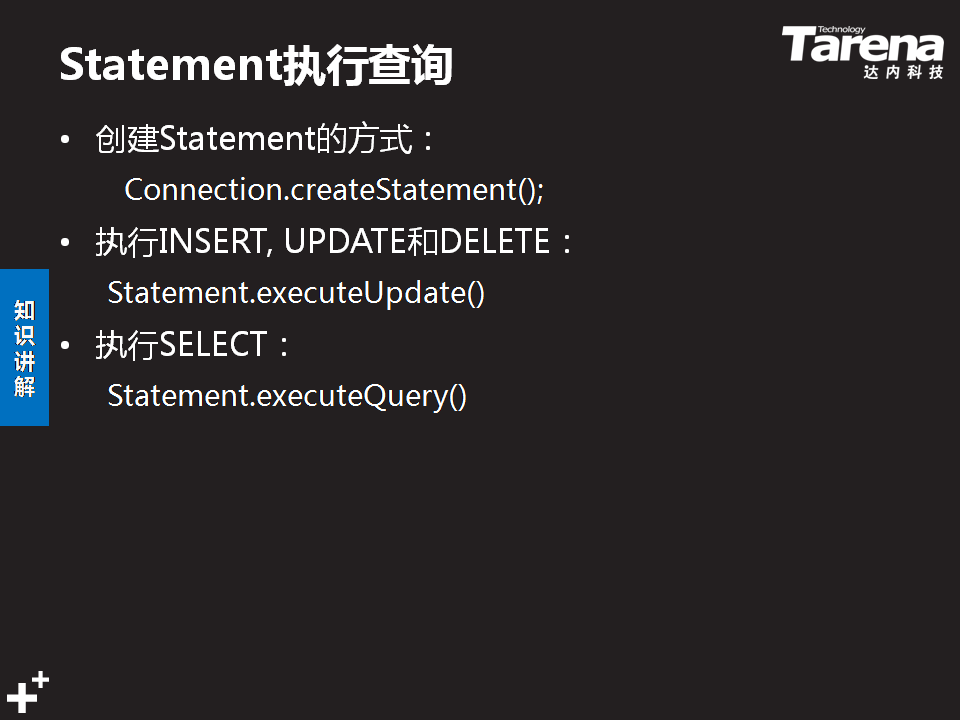 Statement执行查询
Technology
Tarena
达内科技
• 创建Statement的方式：
Connection.createStatement();
• 执行INSERT, UPDATE和DELETE：
Statement.executeUpdate()
• 执行SELECT：
Statement.executeQuery()
知
识
讲
解